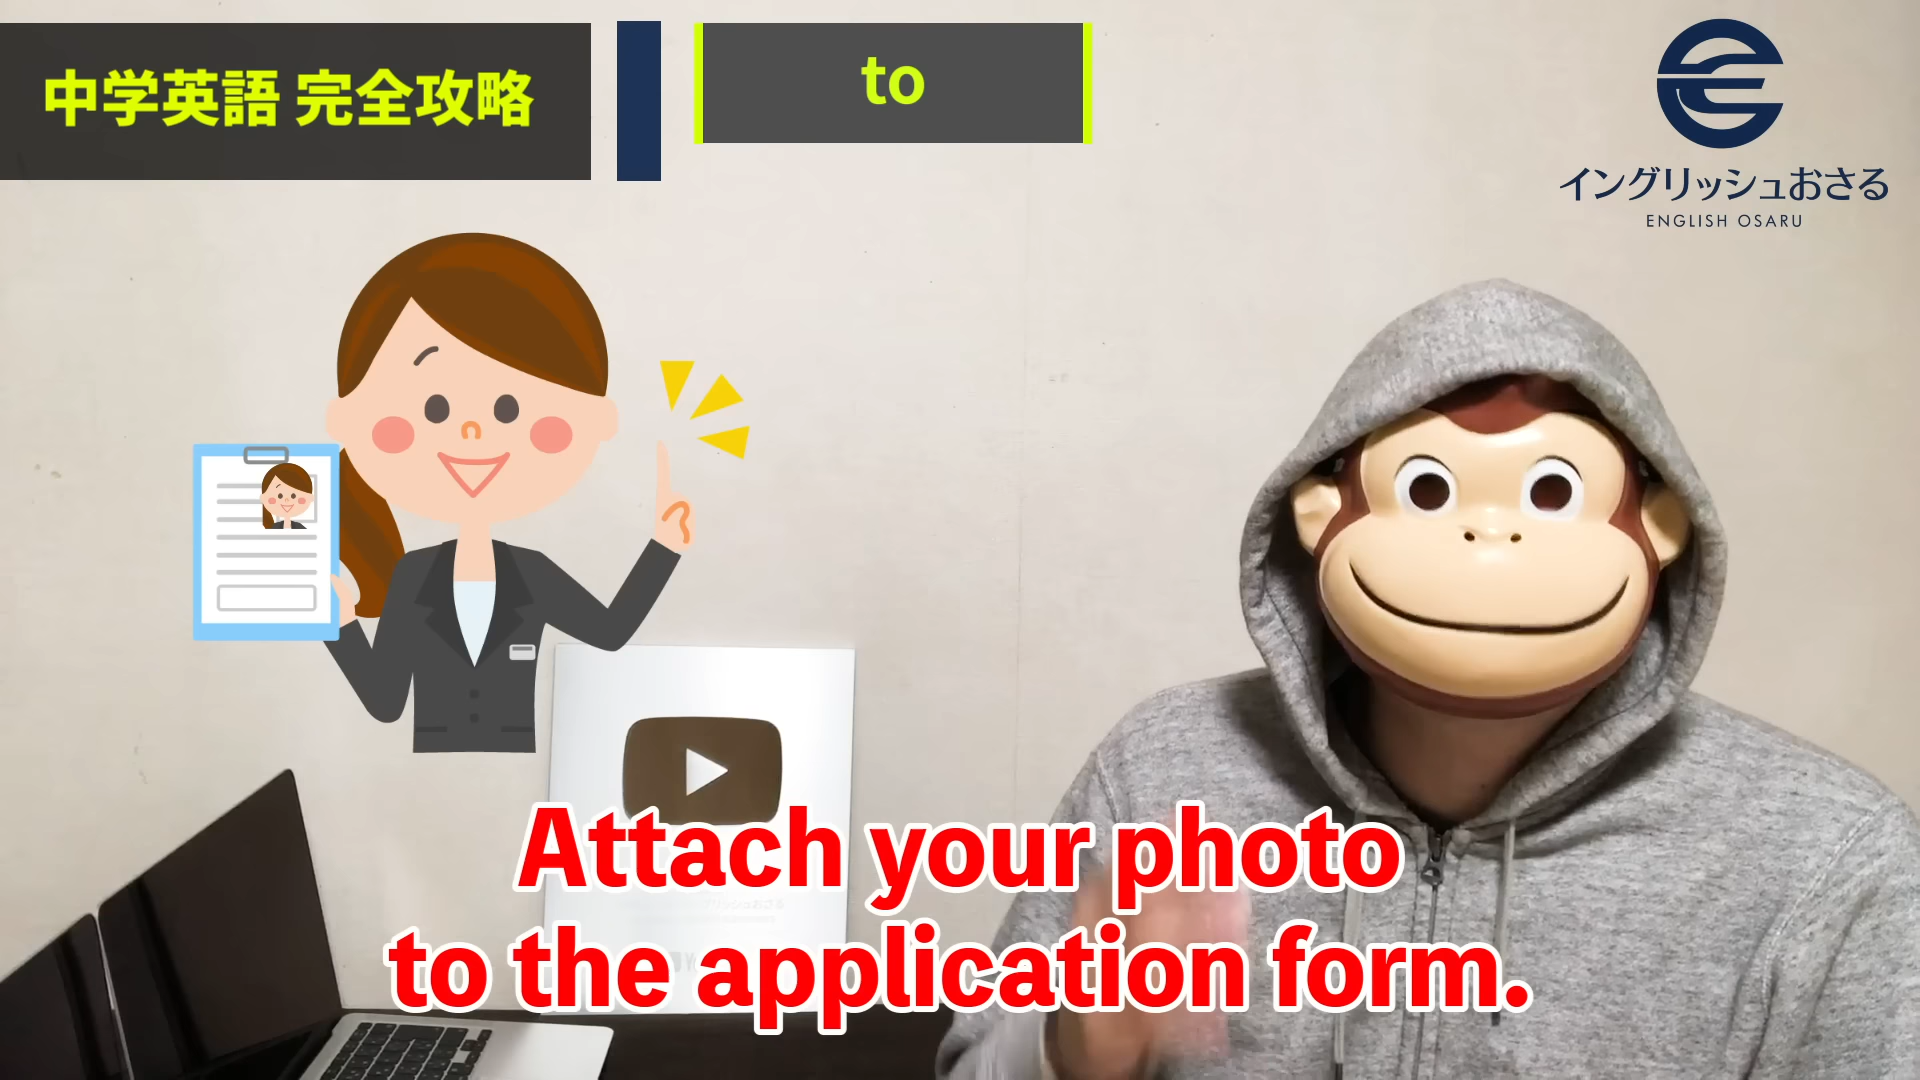 中学英語 完全攻略
to
イングリッシュおさる
ENGLISH OSARU
Attach your photo
to the application form.